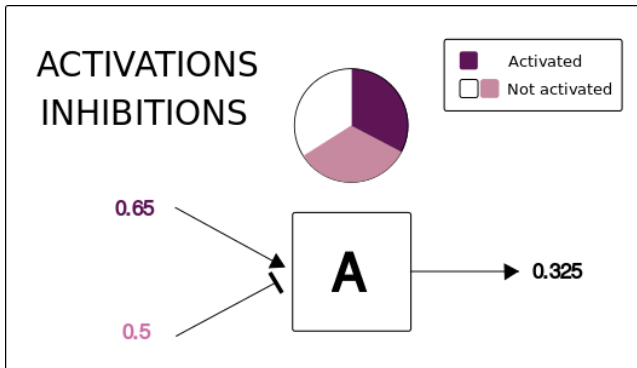 ACTIVATIONS
INHIBITIONS
Activated
Not activated
0.65
A
0.325
0.5